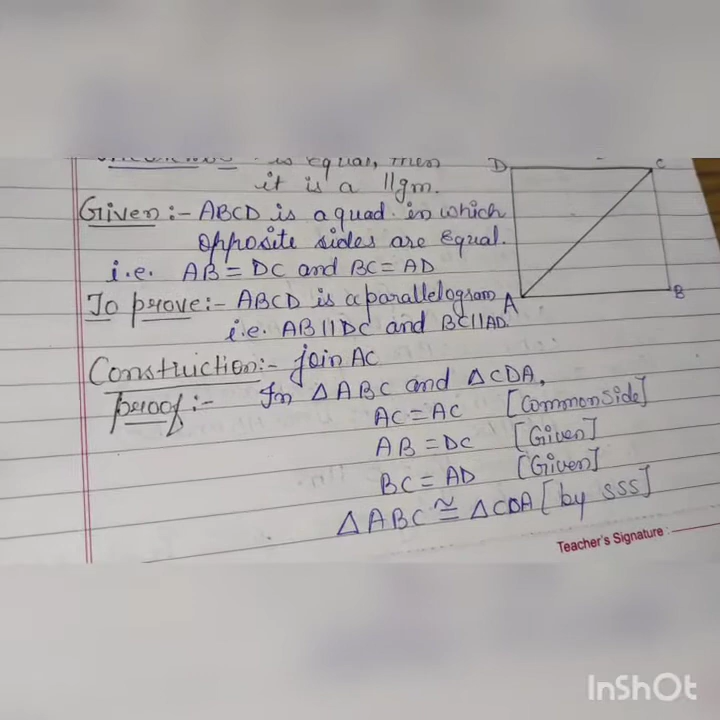 is equal, then
it is a ||gm.
Given :- ABCD is a quad. in which
opposite sides are equal.
i.e. AB = DC and BC = AD
To prove :- ABCD is a parallelogram
i.e. AB || DC and BC || AD
Construction :- join AC
Proof :- In △ABC and △CDA,
AC = AC [Common side]
AB = DC [Given]
BC = AD [Given]
△ABC ≅ △CDA [by SSS]
D C
A B
Teacher's Signature :
InShOt